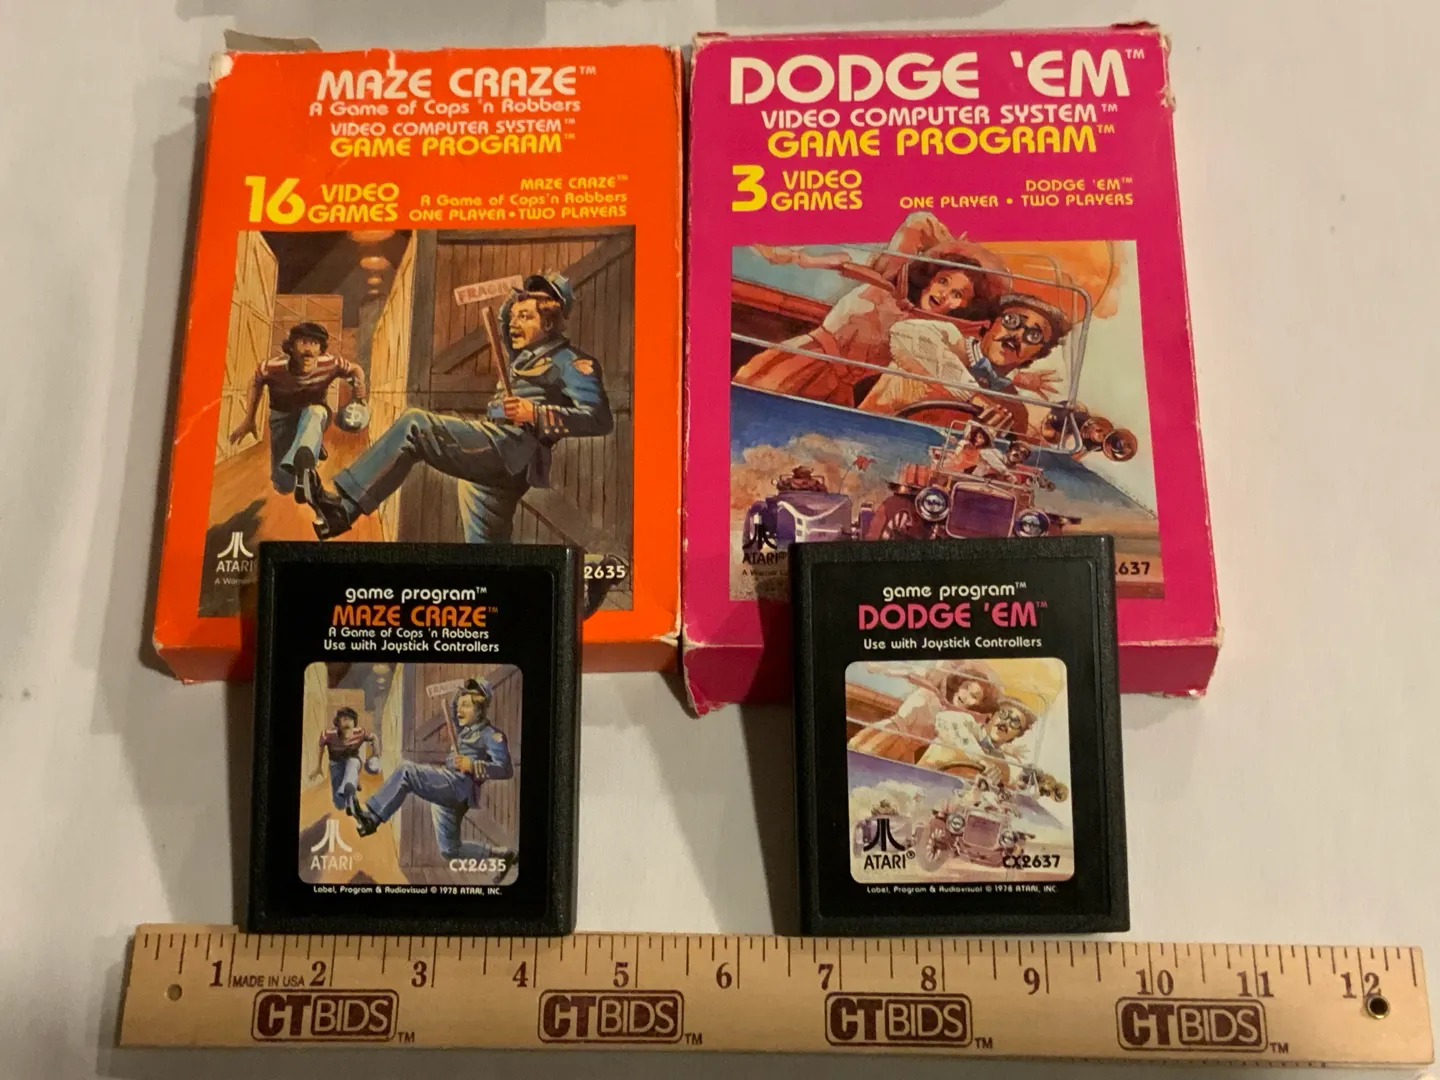 MAZE CRAZE™
A Game of Cops 'n Robbers
VIDEO COMPUTER SYSTEM™
GAME PROGRAM™
16 VIDEO GAMES
MAZE CRAZE™
A Game of Cops'n Robbers
ONE PLAYER • TWO PLAYERS
FRAGIL
ATARI
2635
DODGE 'EM™
VIDEO COMPUTER SYSTEM™
GAME PROGRAM™
3 VIDEO GAMES
DODGE 'EM™
ONE PLAYER • TWO PLAYERS
ATARI®
637
game program™
MAZE CRAZE™
A Game of Cops 'n Robbers
Use with Joystick Controllers
ATARI®
CX2635
Label, Program & Audiovisual © 1978 ATARI, INC.
game program™
DODGE 'EM™
Use with Joystick Controllers
ATARI®
CX2637
Label, Program & Audiovisual © 1978 ATARI, INC.
1 MADE IN USA 2 3 4 5 6 7 8 9 10 11 12
CTBIDS™ CTBIDS™ CTBIDS™ CTBIDS™